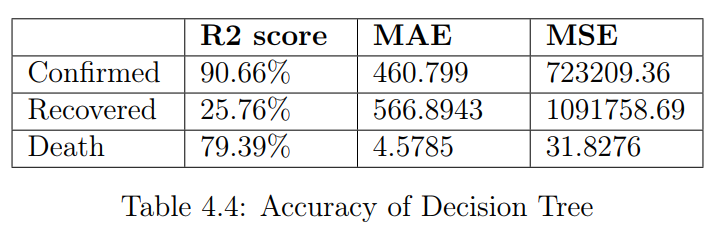 R2 score MAE MSE
Confirmed 90.66% 460.799 723209.36
Recovered 25.76% 566.8943 1091758.69
Death 79.39% 4.5785 31.8276
Table 4.4: Accuracy of Decision Tree